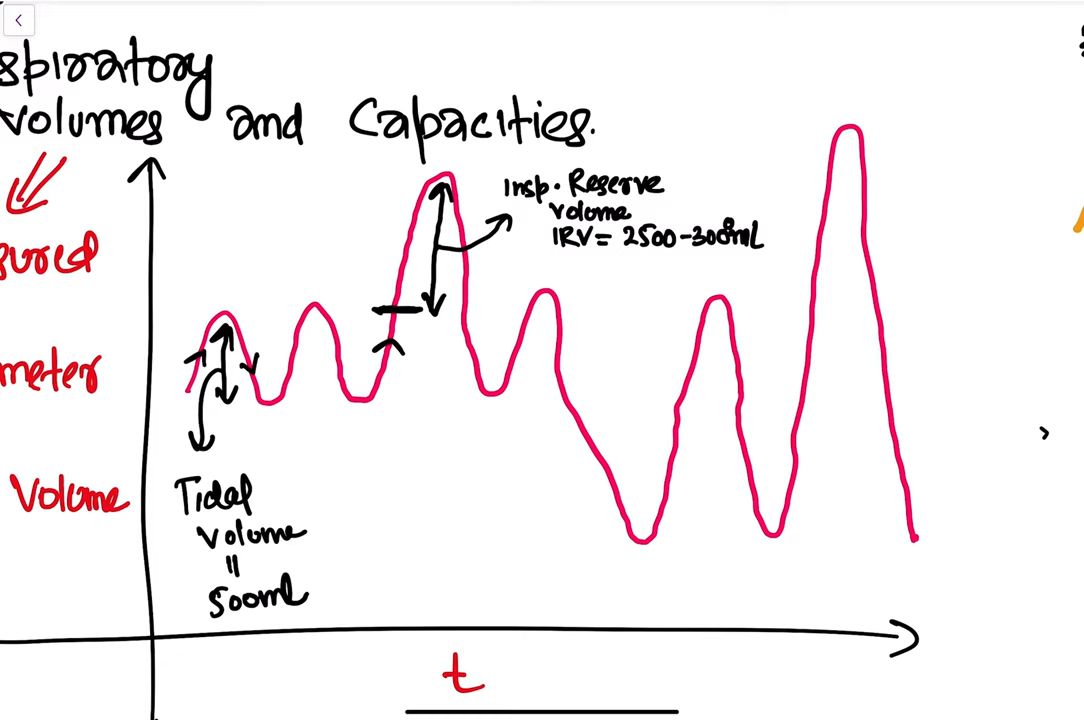 spiratory
volumes and Capacities.
sured
meter
Volume
Insp. Reserve
volume
IRV = 2500-3000mL
Tidal
volume
=
500ml
t